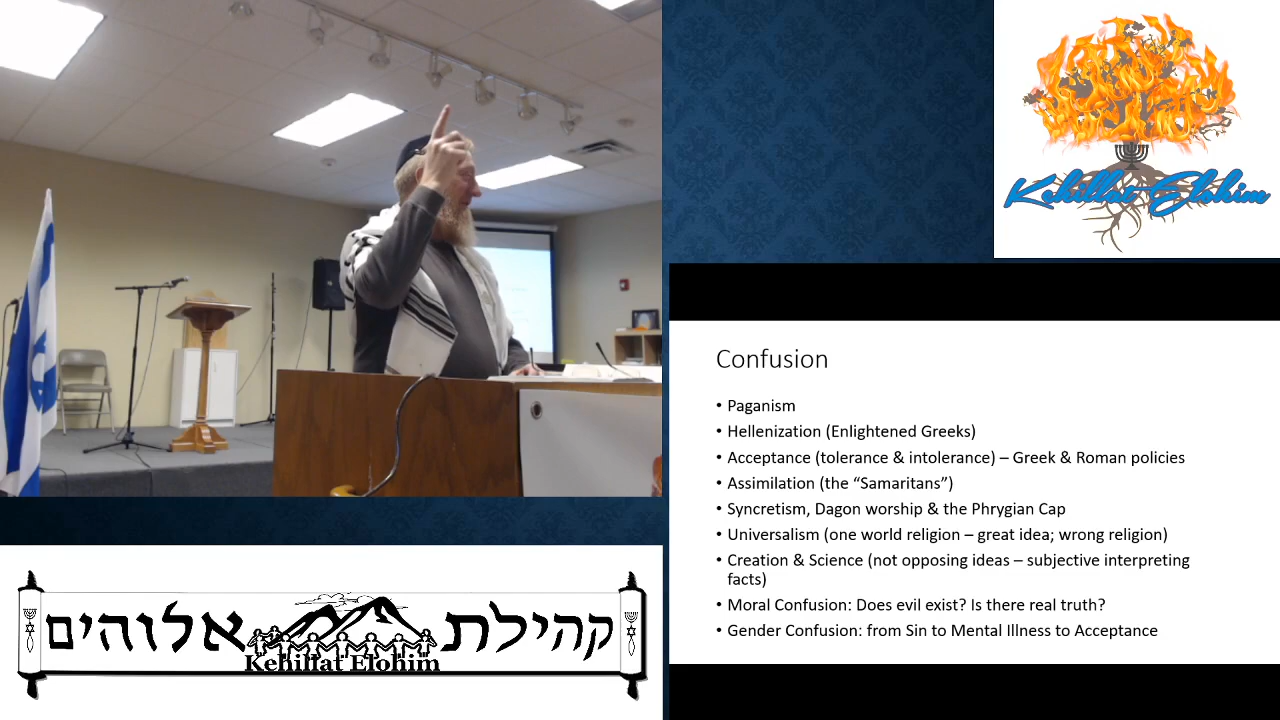 Kehillat Elohim
Confusion
• Paganism
• Hellenization (Enlightened Greeks)
• Acceptance (tolerance & intolerance) – Greek & Roman policies
• Assimilation (the “Samaritans”)
• Syncretism, Dagon worship & the Phrygian Cap
• Universalism (one world religion – great idea; wrong religion)
• Creation & Science (not opposing ideas – subjective interpreting
facts)
• Moral Confusion: Does evil exist? Is there real truth?
• Gender Confusion: from Sin to Mental Illness to Acceptance
קהילת אלוהים
Kehillat Elohim